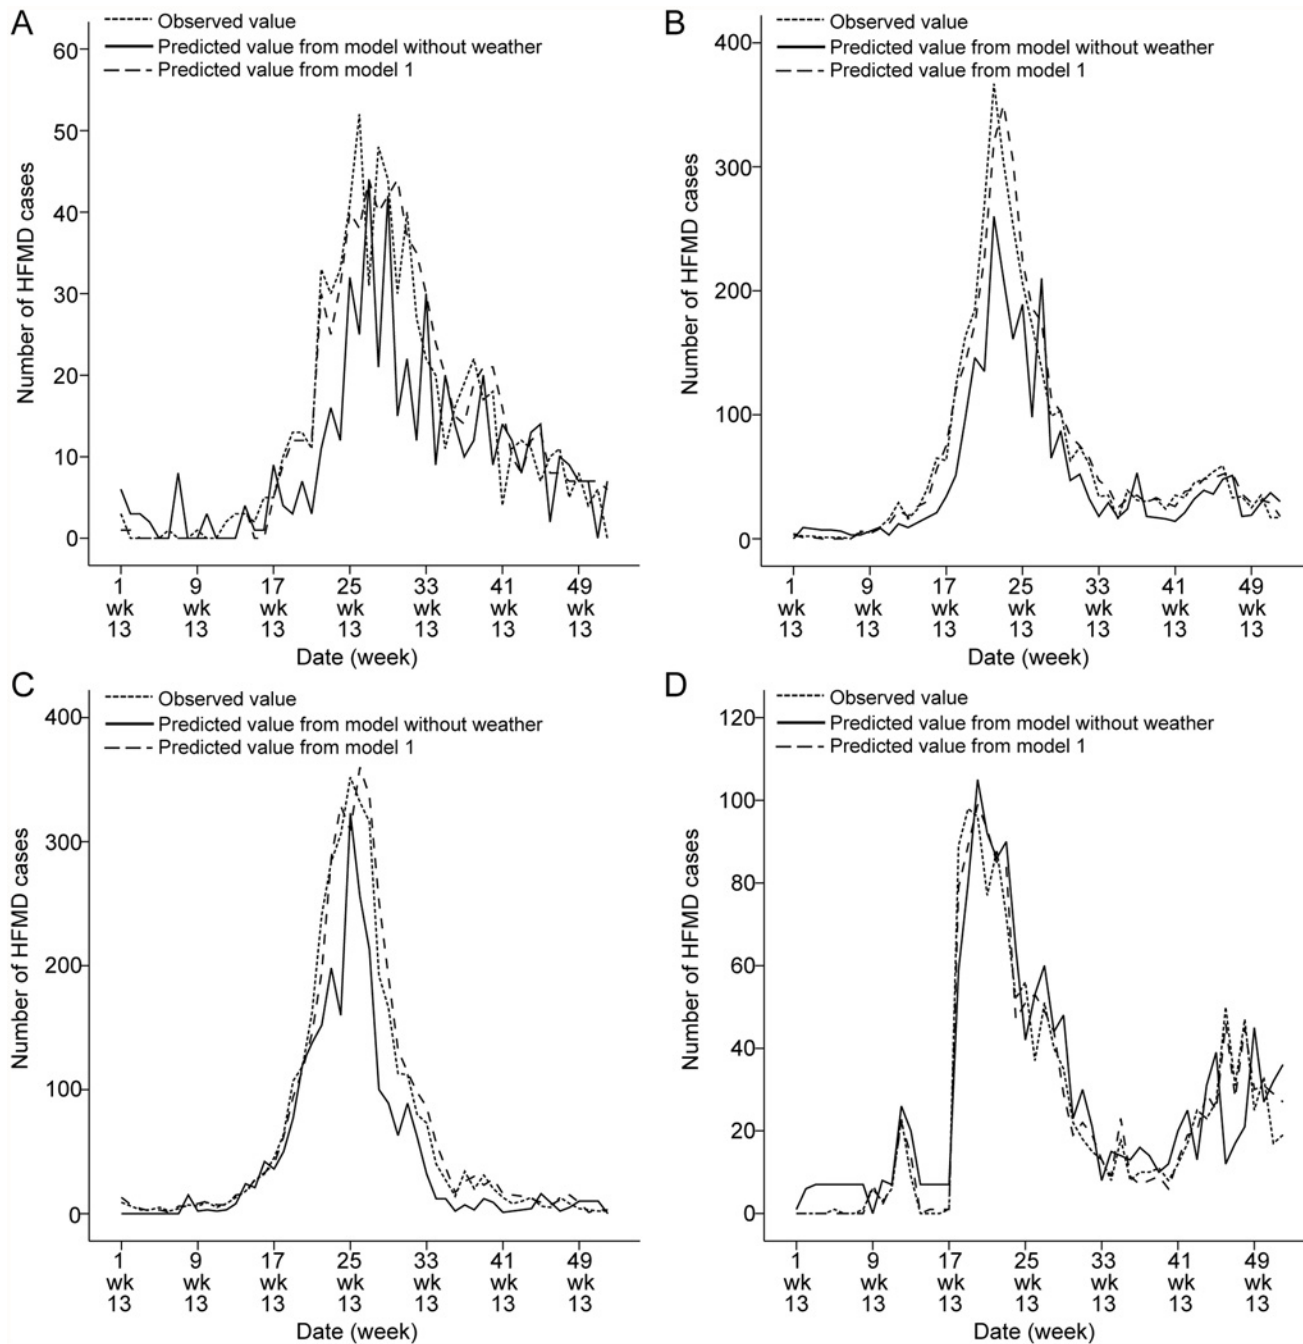 A
Observed value
Predicted value from model without weather
Predicted value from model 1
60
50
40
30
20
10
0
Number of HFMD cases
1 9 17 25 33 41 49
wk wk wk wk wk wk wk
13 13 13 13 13 13 13
Date (week)
B
Observed value
Predicted value from model without weather
Predicted value from model 1
400
300
200
100
0
Number of HFMD cases
1 9 17 25 33 41 49
wk wk wk wk wk wk wk
13 13 13 13 13 13 13
Date (week)
C
Observed value
Predicted value from model without weather
Predicted value from model 1
400
300
200
100
0
Number of HFMD cases
1 9 17 25 33 41 49
wk wk wk wk wk wk wk
13 13 13 13 13 13 13
Date (week)
D
Observed value
Predicted value from model without weather
Predicted value from model 1
120
100
80
60
40
20
0
Number of HFMD cases
1 9 17 25 33 41 49
wk wk wk wk wk wk wk
13 13 13 13 13 13 13
Date (week)